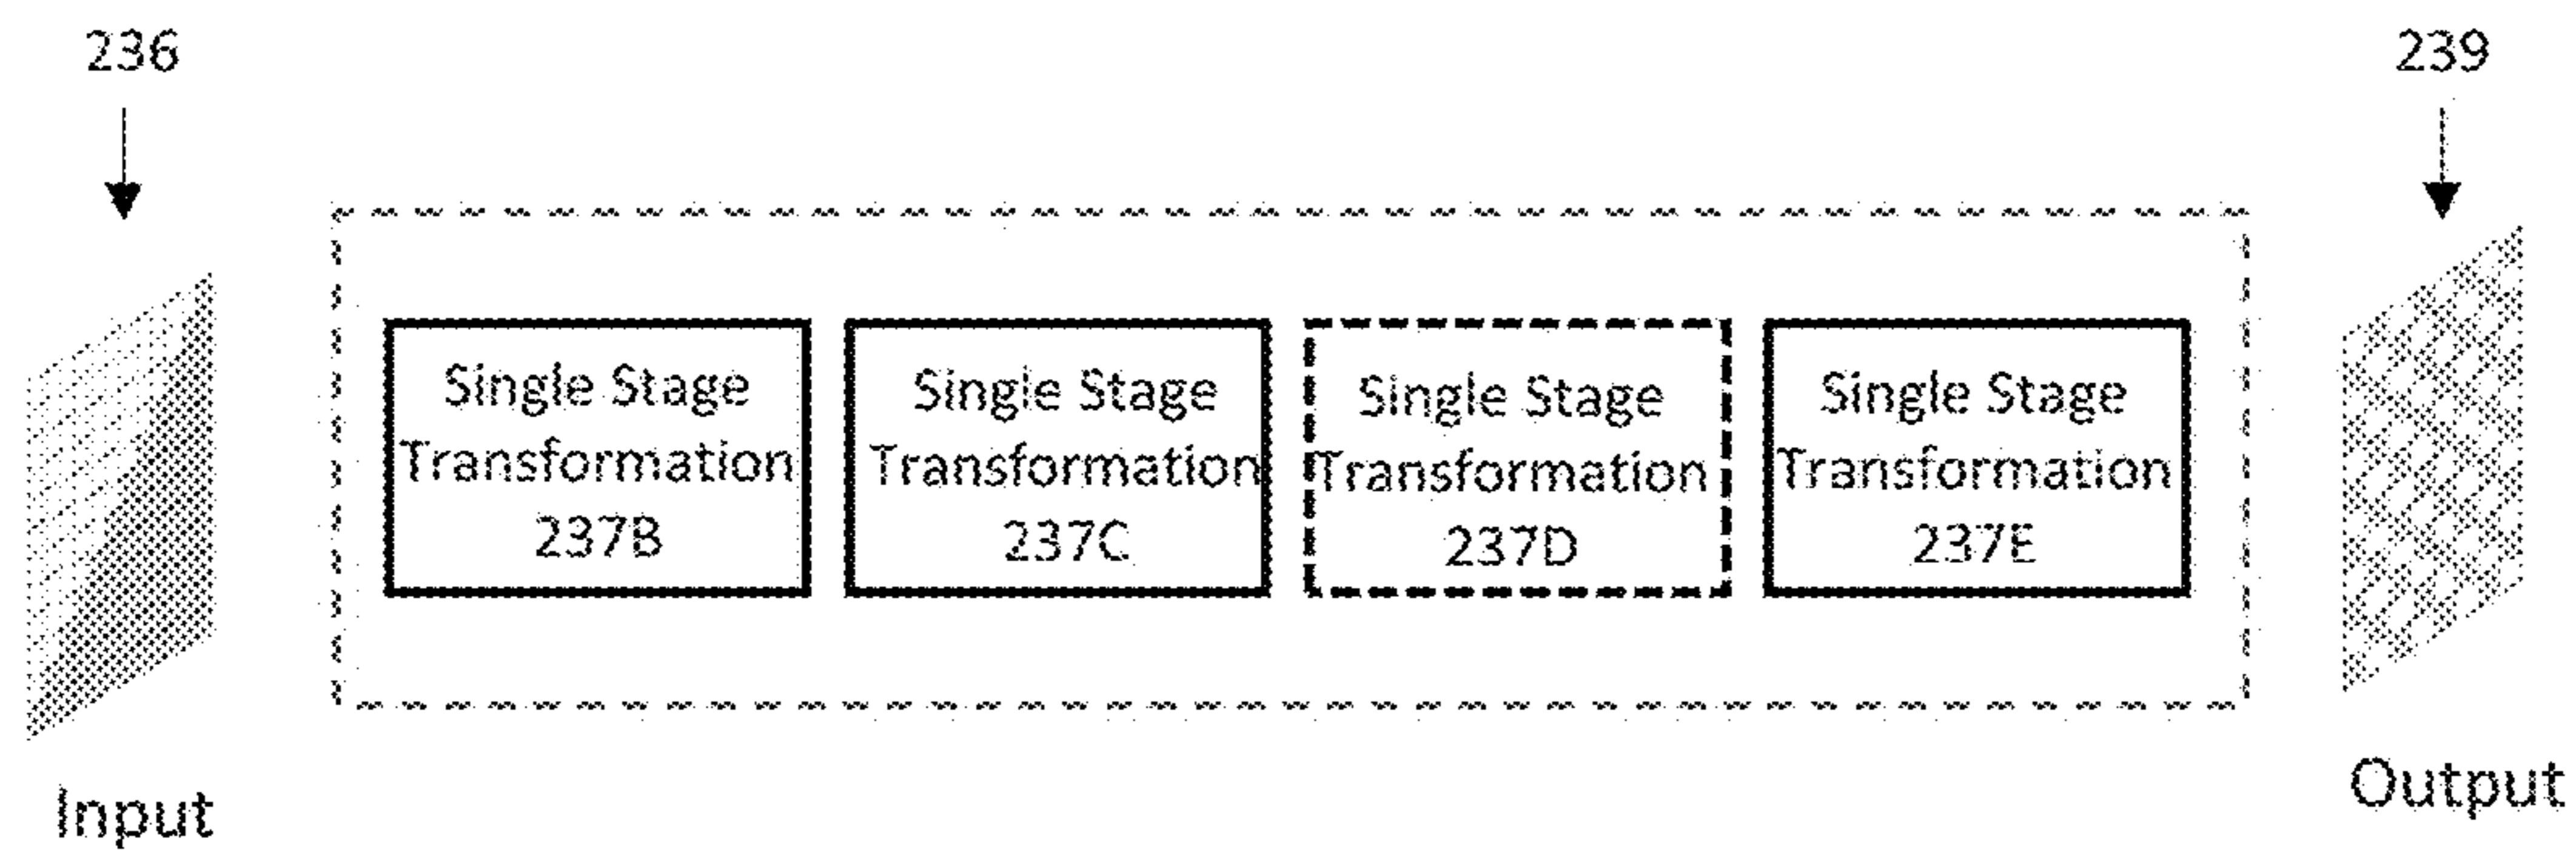 236
239
Single Stage
Transformation
237B
Single Stage
Transformation
237C
Single Stage
Transformation
237D
Single Stage
Transformation
237E
Input
Output